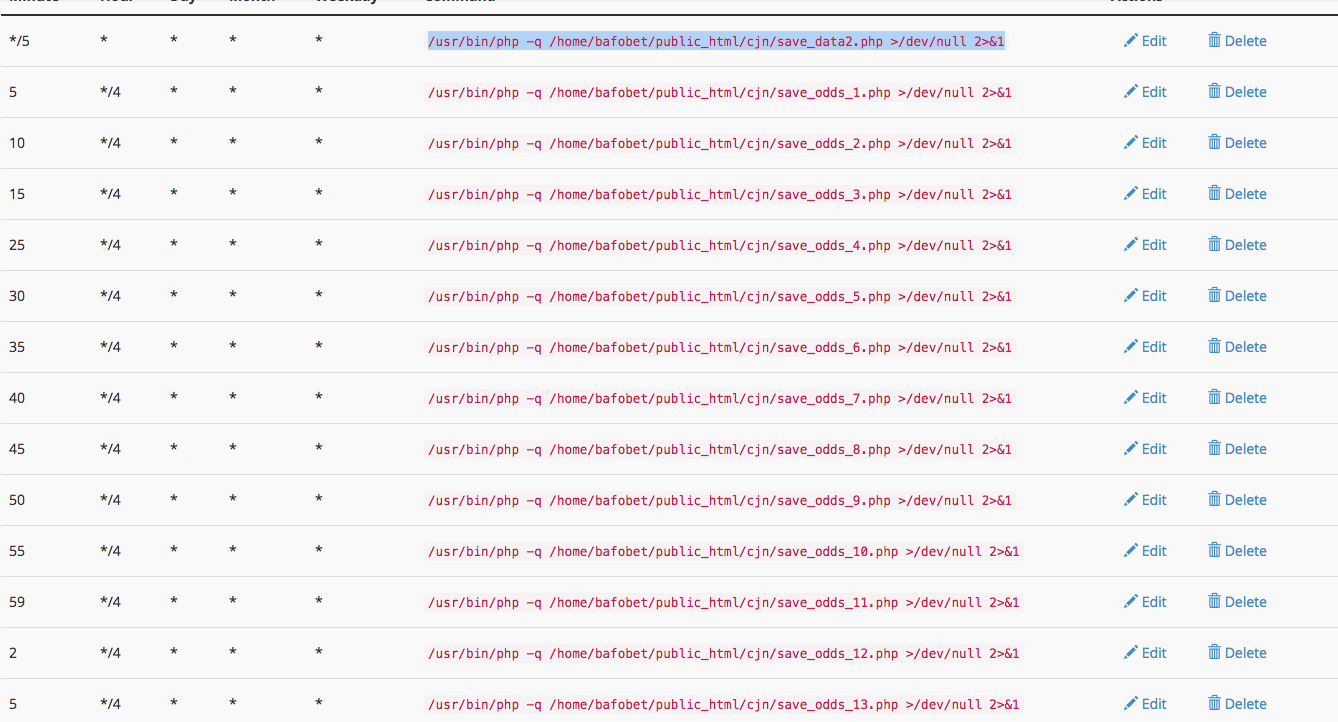 Minute Hour Day Month Weekday Command Actions
*/5 * * * * /usr/bin/php -q /home/bafobet/public_html/cjn/save_data2.php >/dev/null 2>&1 Edit Delete
5 */4 * * * /usr/bin/php -q /home/bafobet/public_html/cjn/save_odds_1.php >/dev/null 2>&1 Edit Delete
10 */4 * * * /usr/bin/php -q /home/bafobet/public_html/cjn/save_odds_2.php >/dev/null 2>&1 Edit Delete
15 */4 * * * /usr/bin/php -q /home/bafobet/public_html/cjn/save_odds_3.php >/dev/null 2>&1 Edit Delete
25 */4 * * * /usr/bin/php -q /home/bafobet/public_html/cjn/save_odds_4.php >/dev/null 2>&1 Edit Delete
30 */4 * * * /usr/bin/php -q /home/bafobet/public_html/cjn/save_odds_5.php >/dev/null 2>&1 Edit Delete
35 */4 * * * /usr/bin/php -q /home/bafobet/public_html/cjn/save_odds_6.php >/dev/null 2>&1 Edit Delete
40 */4 * * * /usr/bin/php -q /home/bafobet/public_html/cjn/save_odds_7.php >/dev/null 2>&1 Edit Delete
45 */4 * * * /usr/bin/php -q /home/bafobet/public_html/cjn/save_odds_8.php >/dev/null 2>&1 Edit Delete
50 */4 * * * /usr/bin/php -q /home/bafobet/public_html/cjn/save_odds_9.php >/dev/null 2>&1 Edit Delete
55 */4 * * * /usr/bin/php -q /home/bafobet/public_html/cjn/save_odds_10.php >/dev/null 2>&1 Edit Delete
59 */4 * * * /usr/bin/php -q /home/bafobet/public_html/cjn/save_odds_11.php >/dev/null 2>&1 Edit Delete
2 */4 * * * /usr/bin/php -q /home/bafobet/public_html/cjn/save_odds_12.php >/dev/null 2>&1 Edit Delete
5 */4 * * * /usr/bin/php -q /home/bafobet/public_html/cjn/save_odds_13.php >/dev/null 2>&1 Edit Delete